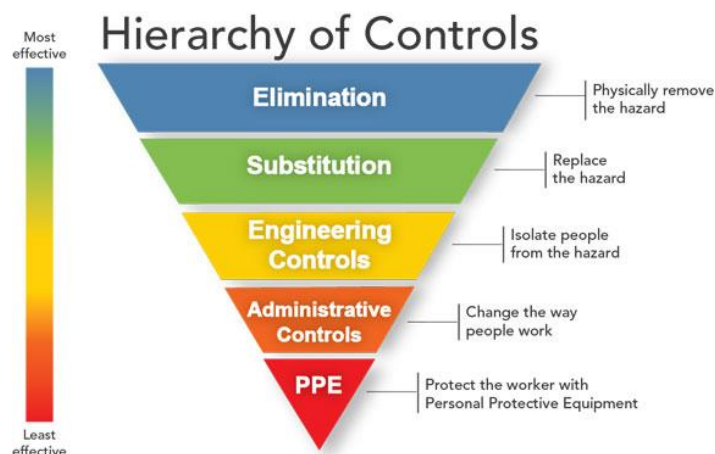 Hierarchy of Controls
Most
effective
Elimination
Physically remove
the hazard
Substitution
Replace
the hazard
Engineering
Controls
Isolate people
from the hazard
Administrative
Controls
Change the way
people work
PPE
Protect the worker with
Personal Protective Equipment
Least
effective